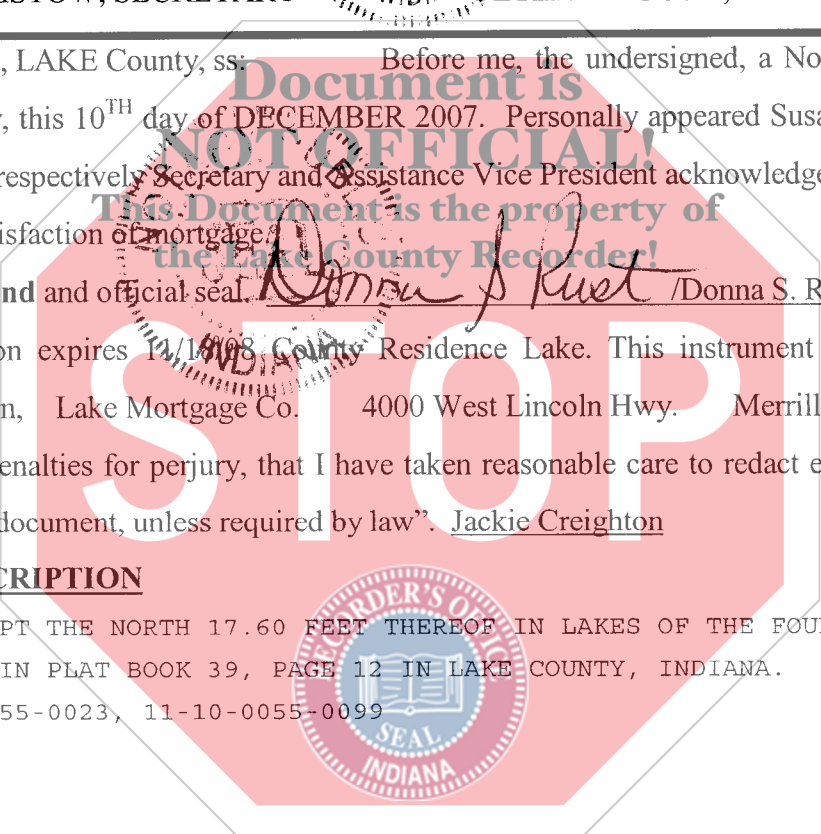 STOW, SECRETARY
, LAKE County, ss: Before me, the undersigned, a No
Document is
, this 10TH day of DECEMBER 2007. Personally appeared Susa
NOT OFFICIAL!
respectively Secretary and Assistance Vice President acknowledge
This Document is the property of
isfaction of mortgage.
the Lake County Recorder!
nd and official seal. Donna S Rust /Donna S. R
on expires County Residence Lake. This instrument
INDIANA
n, Lake Mortgage Co. 4000 West Lincoln Hwy. Merrill
STOP
enalties for perjury, that I have taken reasonable care to redact e
document, unless required by law”. Jackie Creighton
CRIPTION
PT THE NORTH 17.60 FEET THEREOF IN LAKES OF THE FOU
IN PLAT BOOK 39, PAGE 12 IN LAKE COUNTY, INDIANA.
55-0023, 11-10-0055-0099
RECORDER'S OFFICE
SEAL
INDIANA